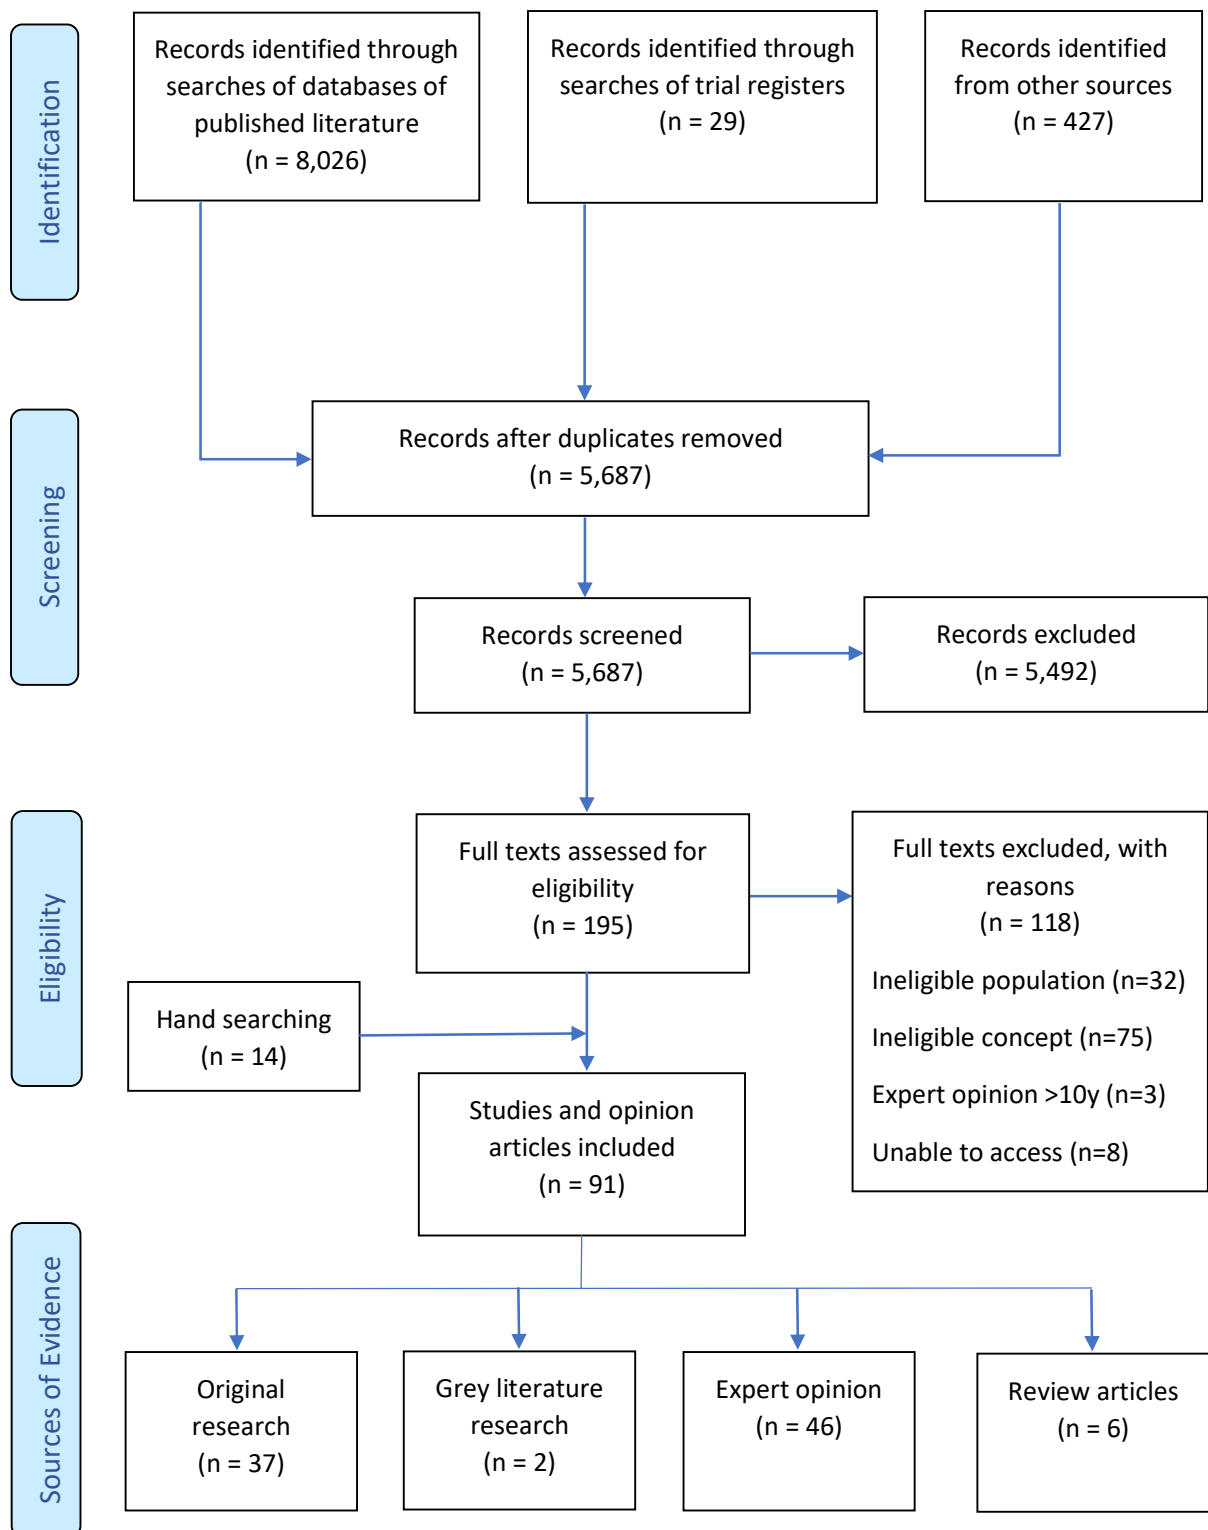 Identification
Records identified through
searches of databases of
published literature
(n = 8,026)
Records identified through
searches of trial registers
(n = 29)
Records identified
from other sources
(n = 427)
Screening
Records after duplicates removed
(n = 5,687)
Records screened
(n = 5,687)
Records excluded
(n = 5,492)
Eligibility
Full texts assessed for
eligibility
(n = 195)
Full texts excluded, with
reasons
(n = 118)
Ineligible population (n=32)
Ineligible concept (n=75)
Expert opinion >10y (n=3)
Unable to access (n=8)
Hand searching
(n = 14)
Studies and opinion
articles included
(n = 91)
Sources of Evidence
Original
research
(n = 37)
Grey literature
research
(n = 2)
Expert opinion
(n = 46)
Review articles
(n = 6)